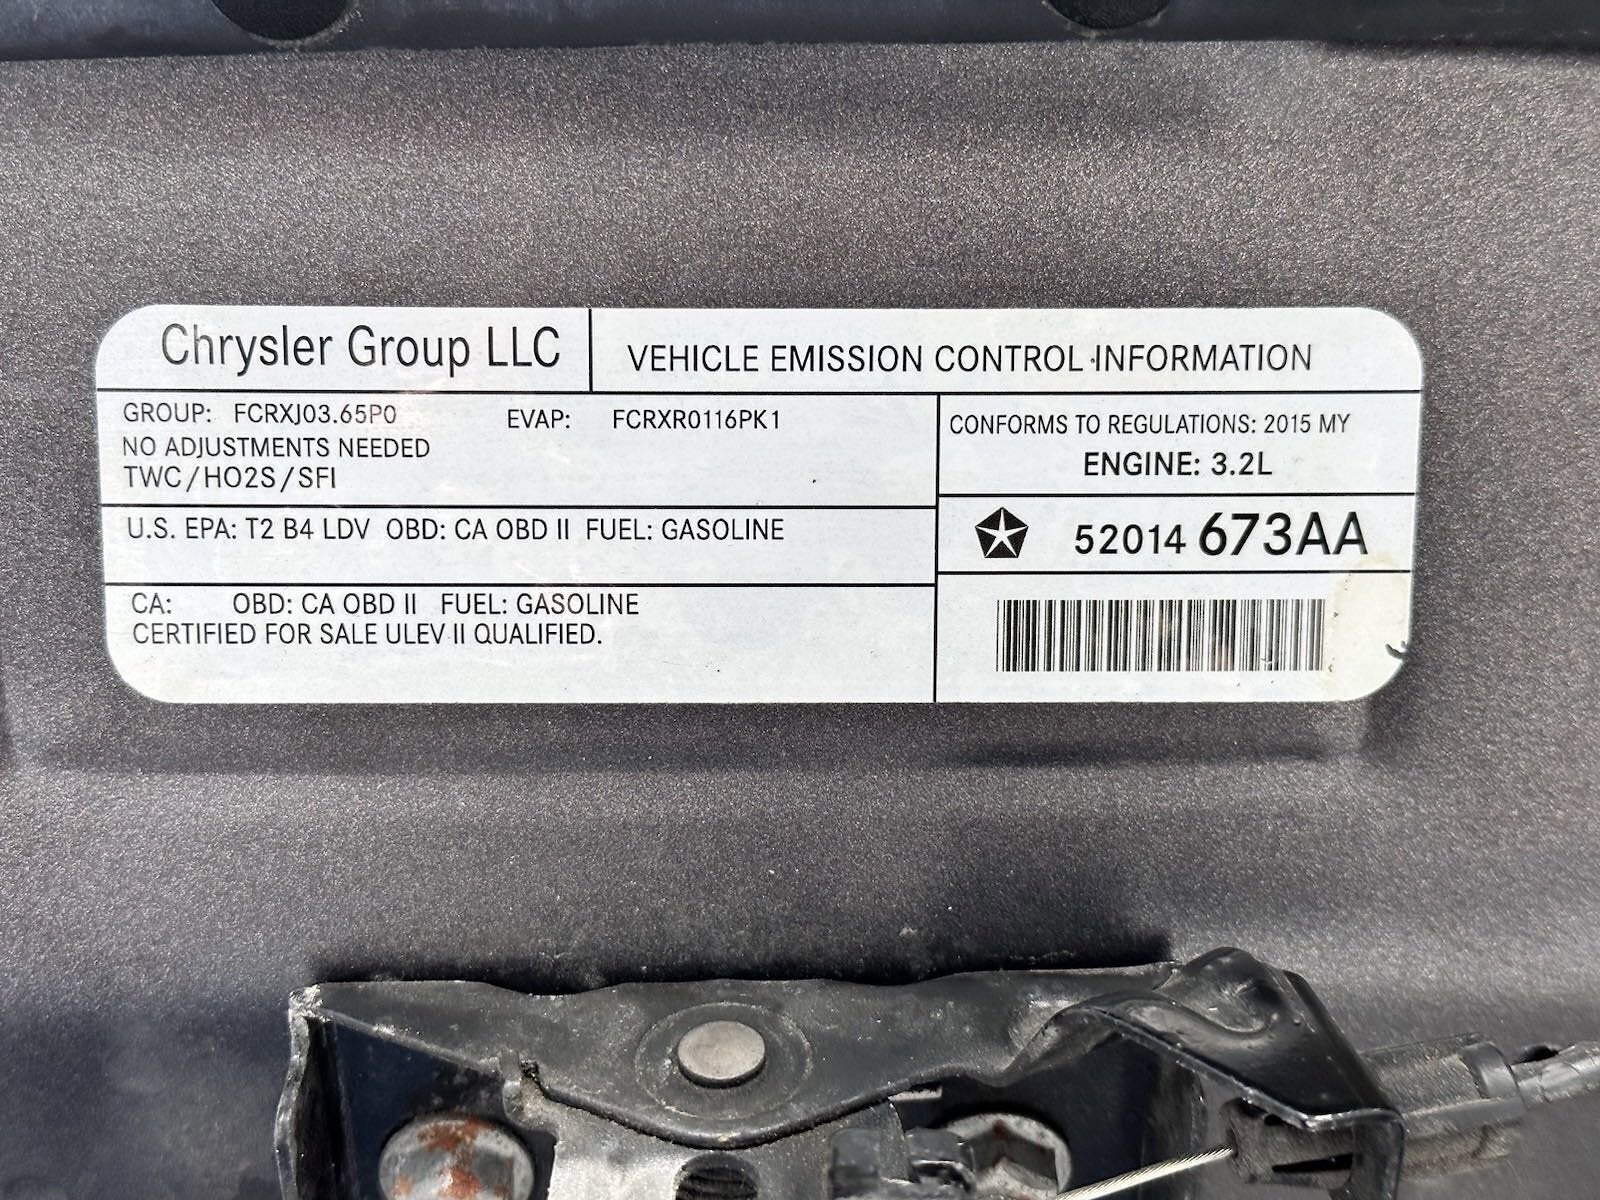 Chrysler Group LLC
VEHICLE EMISSION CONTROL INFORMATION
GROUP: FCRXJ03.65P0 EVAP: FCRXR0116PK1
NO ADJUSTMENTS NEEDED
TWC/HO2S/SFI
CONFORMS TO REGULATIONS: 2015 MY
ENGINE: 3.2L
U.S. EPA: T2 B4 LDV OBD: CA OBD II FUEL: GASOLINE
52014 673AA
CA: OBD: CA OBD II FUEL: GASOLINE
CERTIFIED FOR SALE ULEV II QUALIFIED.